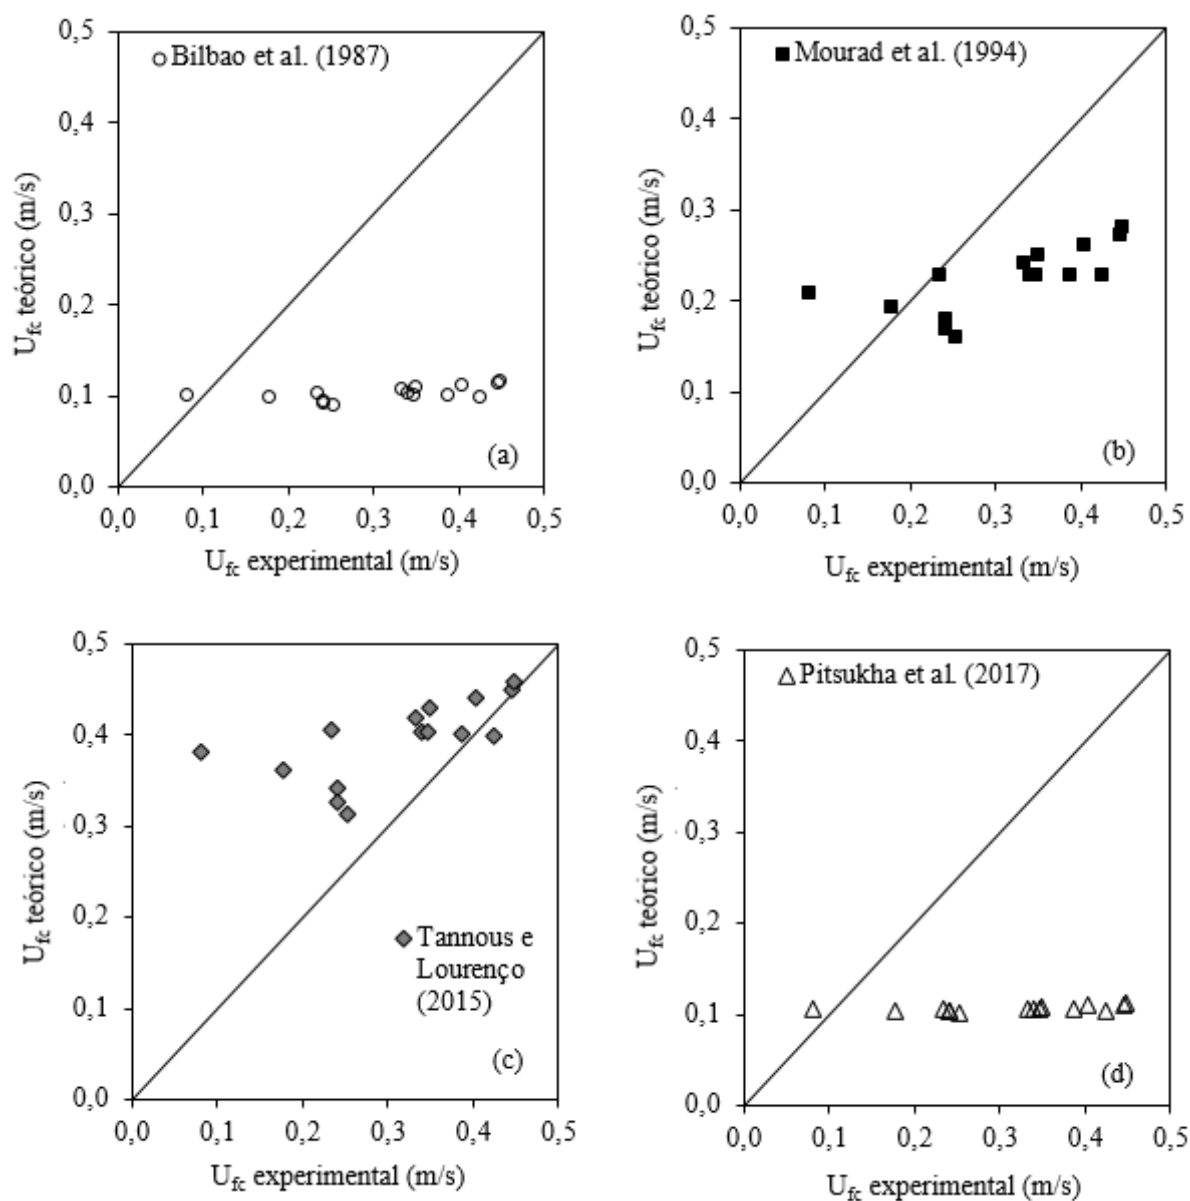 0,5
0,4
0,3
0,2
0,1
0,0
U_fc teórico (m/s)
Bilbao et al. (1987)
(a)
0,0 0,1 0,2 0,3 0,4 0,5
U_fc experimental (m/s)
0,5
0,4
0,3
0,2
0,1
0,0
U_fc teórico (m/s)
Mourad et al. (1994)
(b)
0,0 0,1 0,2 0,3 0,4 0,5
U_fc experimental (m/s)
0,5
0,4
0,3
0,2
0,1
0,0
U_fc teórico (m/s)
Tannous e
Lourenço
(2015)
(c)
0,0 0,1 0,2 0,3 0,4 0,5
U_fc experimental (m/s)
0,5
0,4
0,3
0,2
0,1
0,0
U_fc teórico (m/s)
Pitsukha et al. (2017)
(d)
0,0 0,1 0,2 0,3 0,4 0,5
U_fc experimental (m/s)